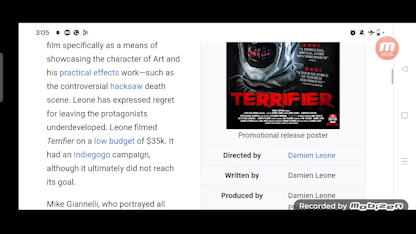 3:05
film specifically as a means of
showcasing the character of Art and
his practical effects work—such as
the controversial hacksaw death
scene. Leone has expressed regret
for leaving the protagonists
underdeveloped. Leone filmed
Terrifier on a low budget of $35k. It
had an Indiegogo campaign,
although it ultimately did not reach
its goal.
Mike Giannelli, who portrayed all
TERRIFIER
Promotional release poster
Directed by Damien Leone
Written by Damien Leone
Produced by Damien Leone
Recorded by Mobizen